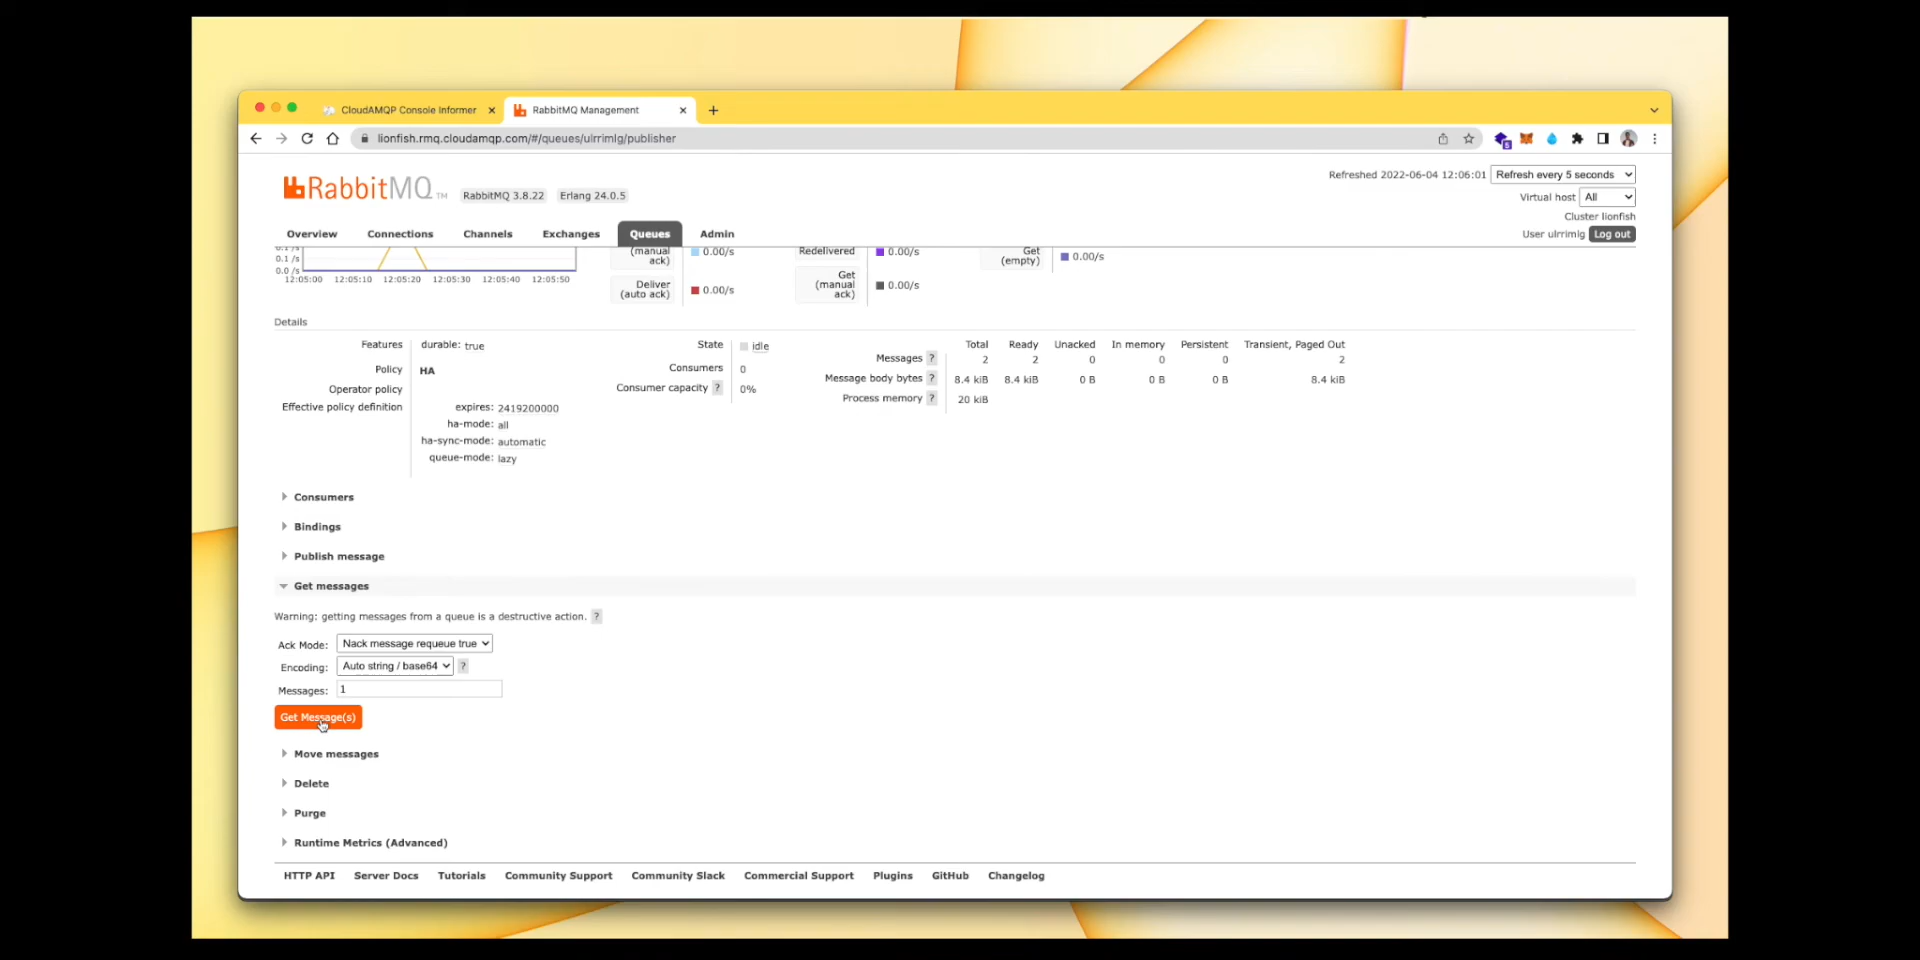 CloudAMQP Console Informer
RabbitMQ Management
lionfish.rmq.cloudamqp.com/#/queues/ulrrimlg/publisher
5
RabbitMQ TM
RabbitMQ 3.8.22 Erlang 24.0.5
Refreshed 2022-06-04 12:06:01 Refresh every 5 seconds
Virtual host All
Cluster lionfish
User ulrrimlg Log out
Overview Connections Channels Exchanges Queues Admin
0.1 /s
0.1 /s
0.0 /s
12:05:00 12:05:10 12:05:20 12:05:30 12:05:40 12:05:50
(manual ack) 0.00/s
Redelivered 0.00/s
Get (empty) 0.00/s
Deliver (auto ack) 0.00/s
Get (manual ack) 0.00/s
Details
Features durable: true
Policy HA
Operator policy
Effective policy definition expires: 2419200000
ha-mode: all
ha-sync-mode: automatic
queue-mode: lazy
State idle
Consumers 0
Consumer capacity ? 0%
Total Ready Unacked In memory Persistent Transient, Paged Out
Messages ? 2 2 0 0 0 2
Message body bytes ? 8.4 kiB 8.4 kiB 0 B 0 B 0 B 8.4 kiB
Process memory ? 20 kiB
Consumers
Bindings
Publish message
Get messages
Warning: getting messages from a queue is a destructive action. ?
Ack Mode: Nack message requeue true
Encoding: Auto string / base64 ?
Messages: 1
Get Message(s)
Move messages
Delete
Purge
Runtime Metrics (Advanced)
HTTP API Server Docs Tutorials Community Support Community Slack Commercial Support Plugins GitHub Changelog